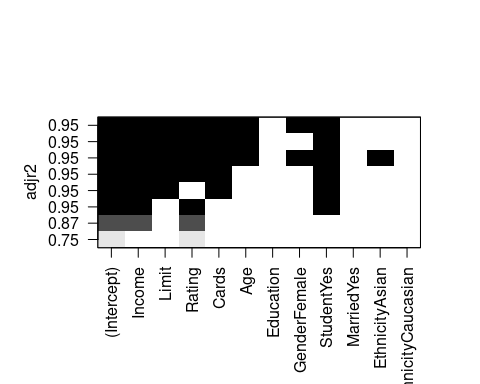 adjr2
0.95
0.95
0.95
0.95
0.95
0.95
0.87
0.75
(Intercept)
Income
Limit
Rating
Cards
Age
Education
GenderFemale
StudentYes
MarriedYes
EthnicityAsian
nicityCaucasian